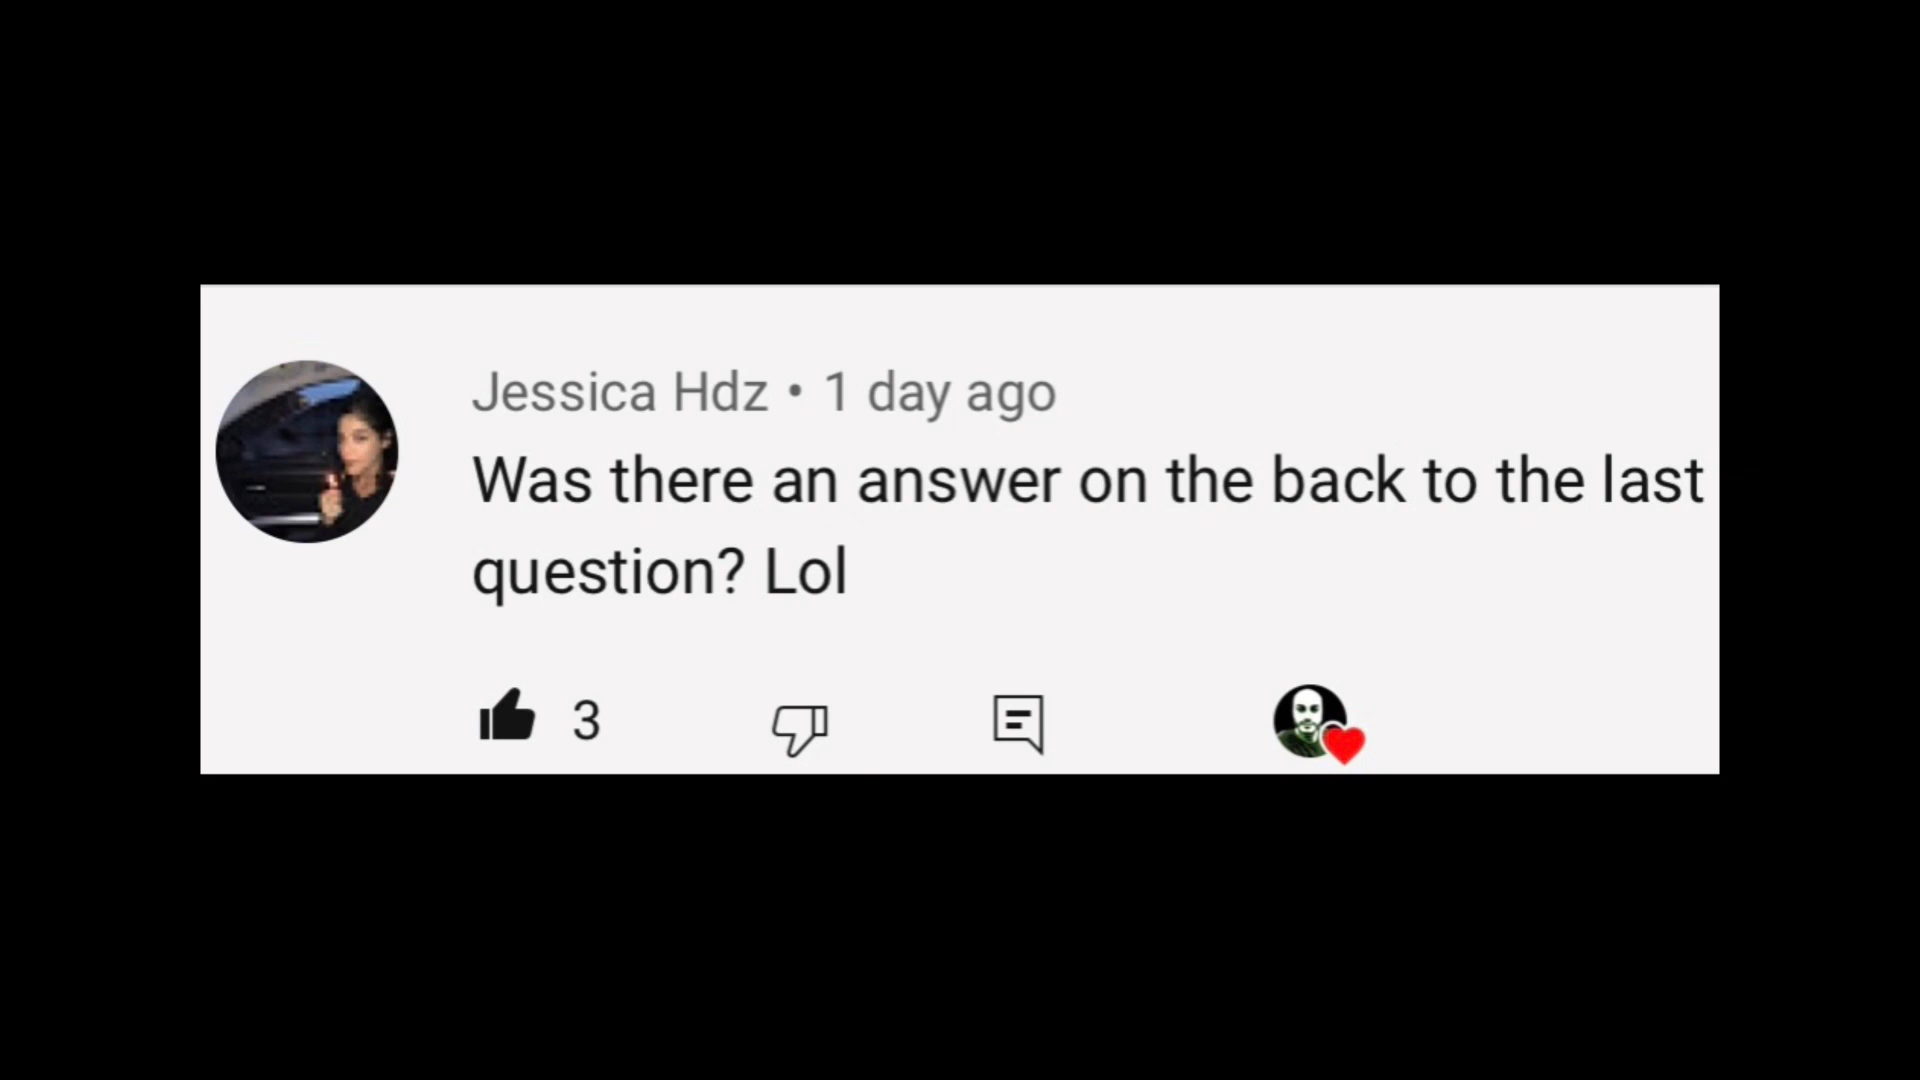 Jessica Hdz • 1 day ago
Was there an answer on the back to the last
question? Lol
3